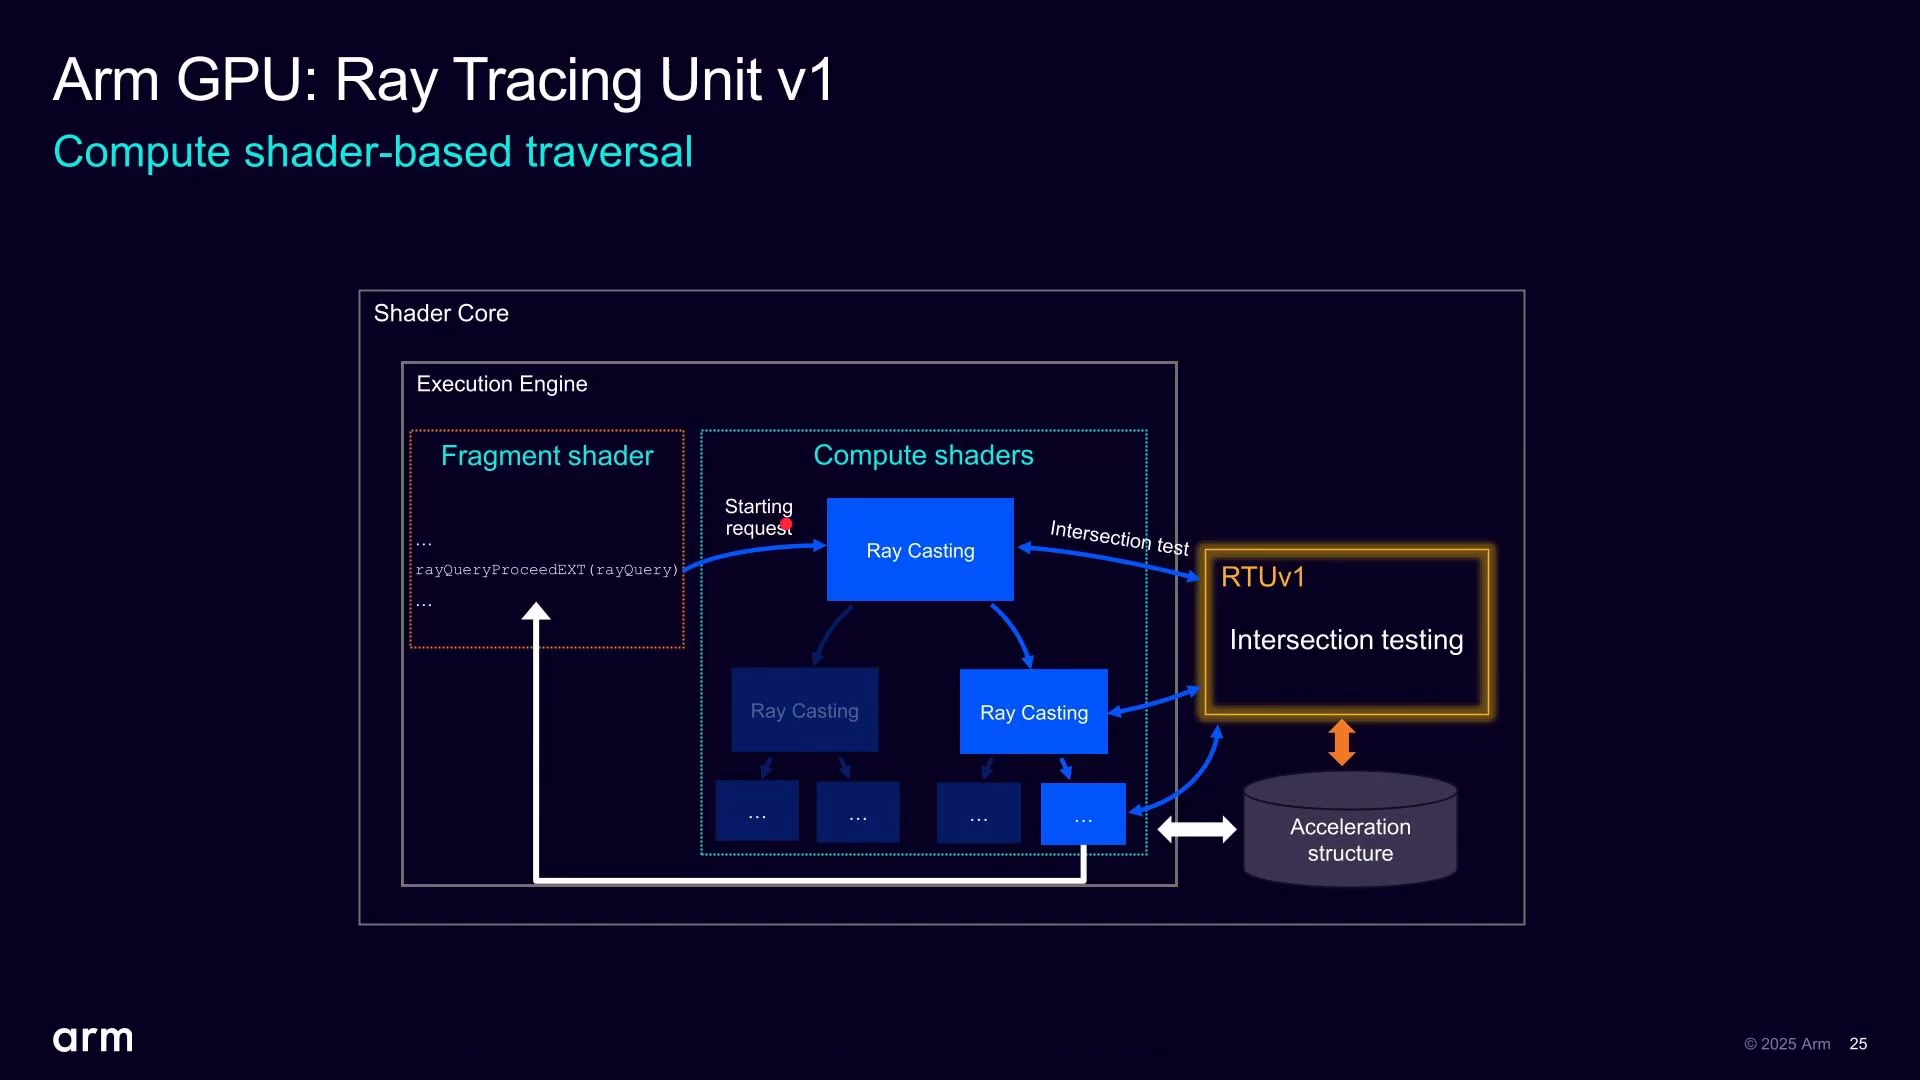 Arm GPU: Ray Tracing Unit v1
Compute shader-based traversal
Shader Core
Execution Engine
Fragment shader
...
rayQueryProceedEXT(rayQuery)
...
Compute shaders
Starting
request
Ray Casting
Intersection test
Ray Casting
Ray Casting
...
...
...
...
RTUv1
Intersection testing
Acceleration
structure
arm
© 2025 Arm 25